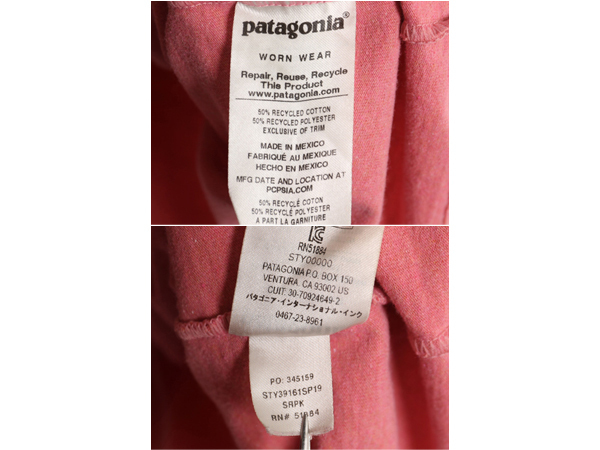 patagonia®
WORN WEAR
Repair, Reuse, Recycle
This Product
www.patagonia.com
50% RECYCLED COTTON
50% RECYCLED POLYESTER
EXCLUSIVE OF TRIM
MADE IN MEXICO
FABRIQUÉ AU MEXIQUE
HECHO EN MEXICO
MFG DATE AND LOCATION AT
PCPSIA.COM
50% RECYCLÉ COTON
50% RECYCLÉ POLYESTER
A PART LA GARNITURE
RN51884
STY00000
PATAGONIA P.O. BOX 150
VENTURA, CA 93002 US
CUIT: 30-70924649-2
パタゴニア・インターナショナル・インク
0467-23-8961
PO: 345159
STY39161SP19
SRPK
RN# 51884